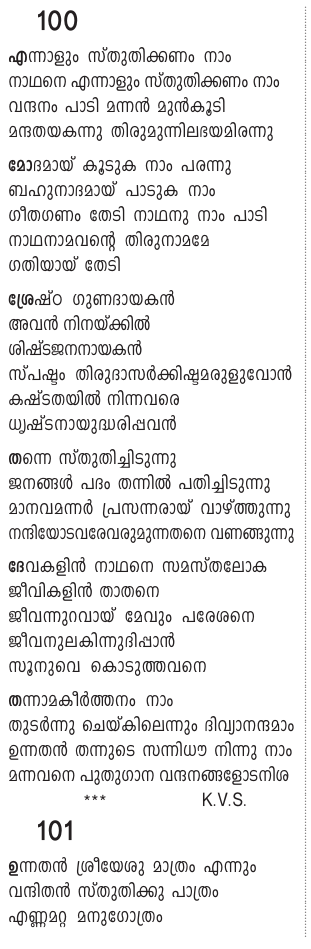 100
എന്നാളും സ്തുതിക്കണം നാം
നാഥനെ എന്നാളും സ്തുതിക്കണം നാം
വന്ദനം പാടി മന്നൻ മുൻകൂടി
മന്ദതയകന്നു തിരുമുന്നിലഭയമിരന്നു
മോദമായ് കൂടുക നാം പരന്നു
ബഹുനാദമായ് പാടുക നാം
ഗീതഗണം തേടി നാഥനു നാം പാടി
നാഥനാമവന്റെ തിരുനാമമേ
ഗതിയായ് തേടി
ശ്രേഷ്ഠ ഗുണദായകൻ
അവൻ നിനയ്ക്കിൽ
ശിഷ്ടജനനായകൻ
സ്പഷ്ടം തിരുദാസർക്കിഷ്ടമരുളുവോൻ
കഷ്ടതയിൽ നിന്നവരെ
ധൃഷ്ടനായുദ്ധരിപ്പവൻ
തന്നെ സ്തുതിച്ചിടുന്നു
ജനങ്ങൾ പദം തന്നിൽ പതിച്ചിടുന്നു
മാനവമന്നർ പ്രസന്നരായ് വാഴ്ത്തുന്നു
നന്ദിയോടവരേവരുമുന്നതനെ വണങ്ങുന്നു
ദേവകളിൻ നാഥനെ സമസ്തലോക
ജീവികളിൻ താതനെ
ജീവന്നുറവായ് മേവും പരേശനെ
ജീവനുലകിന്നുദിപ്പാൻ
സൂനുവെ കൊടുത്തവനെ
തന്നാമകീർത്തനം നാം
തുടർന്നു ചെയ്കിലെന്നും ദിവ്യാനന്ദമാം
ഉന്നതൻ തന്നുടെ സന്നിധൗ നിന്നു നാം
മന്നവനെ പുതുഗാന വന്ദനങ്ങളോടനിശ
*** K.V.S.
101
ഉന്നതൻ ശ്രീയേശു മാത്രം എന്നും
വന്ദിതൻ സ്തുതിക്കു പാത്രം
എണ്ണമറ്റ മനുഗോത്രം